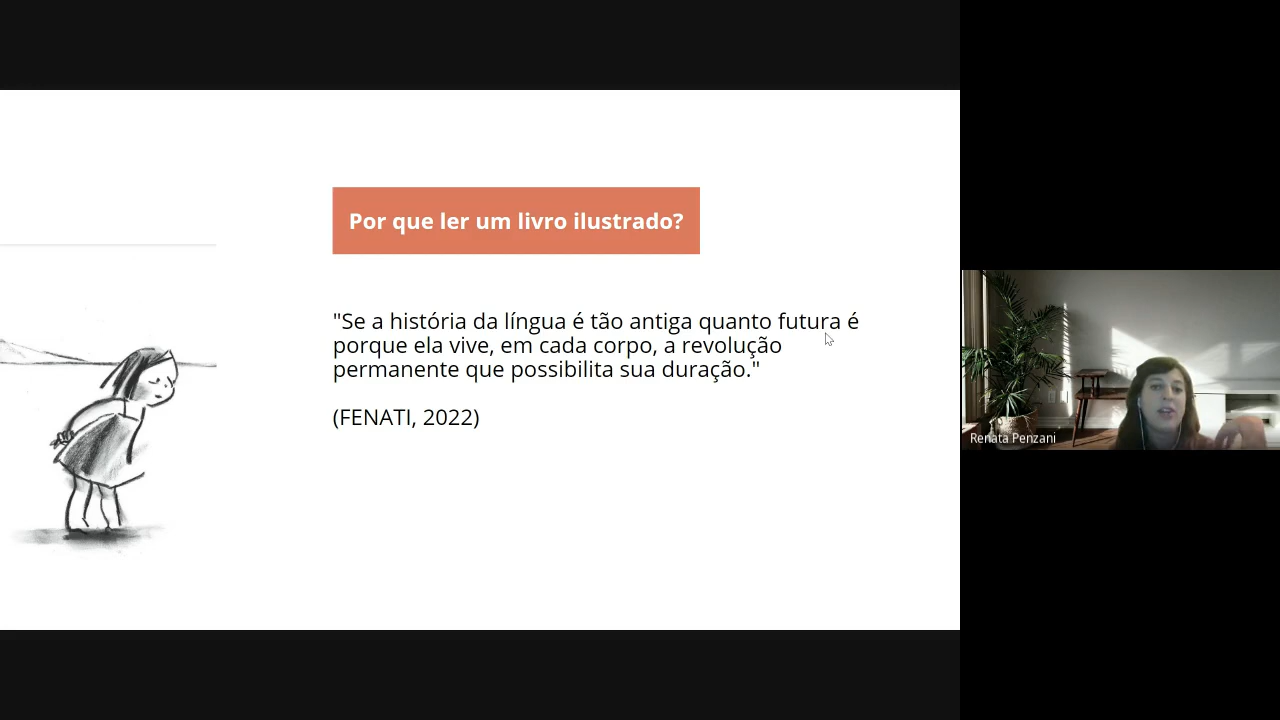 Por que ler um livro ilustrado?
"Se a história da língua é tão antiga quanto futura é
porque ela vive, em cada corpo, a revolução
permanente que possibilita sua duração."
(FENATI, 2022)
Renata Penzani